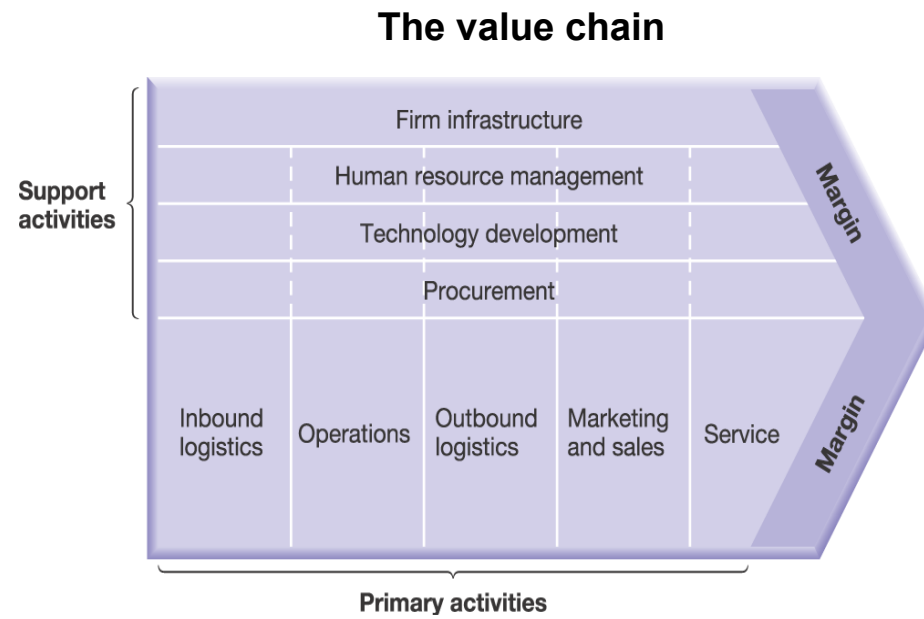 The value chain
Support
activities
Firm infrastructure
Human resource management
Technology development
Procurement
Inbound
logistics
Operations
Outbound
logistics
Marketing
and sales
Service
Margin
Margin
Primary activities